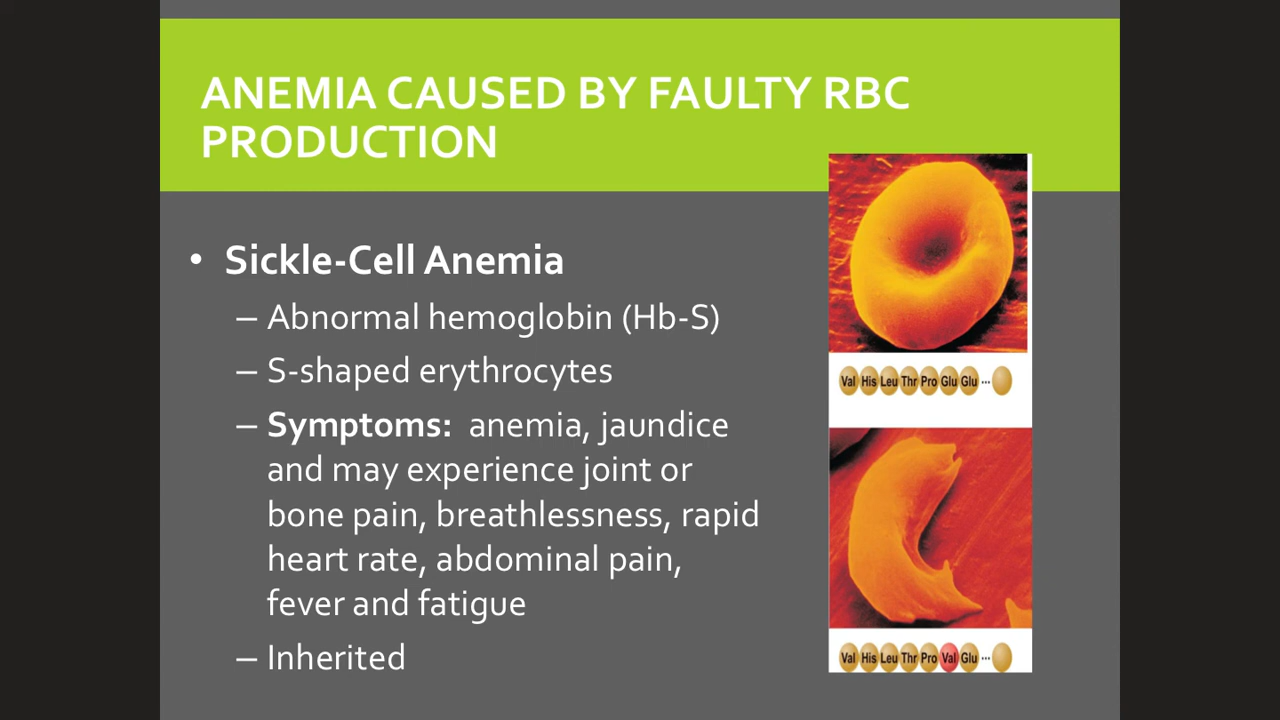 ANEMIA CAUSED BY FAULTY RBC
PRODUCTION
• Sickle-Cell Anemia
– Abnormal hemoglobin (Hb-S)
– S-shaped erythrocytes
– Symptoms: anemia, jaundice
and may experience joint or
bone pain, breathlessness, rapid
heart rate, abdominal pain,
fever and fatigue
– Inherited
Val His Leu Thr Pro Glu Glu ...
Val His Leu Thr Pro Val Glu ...